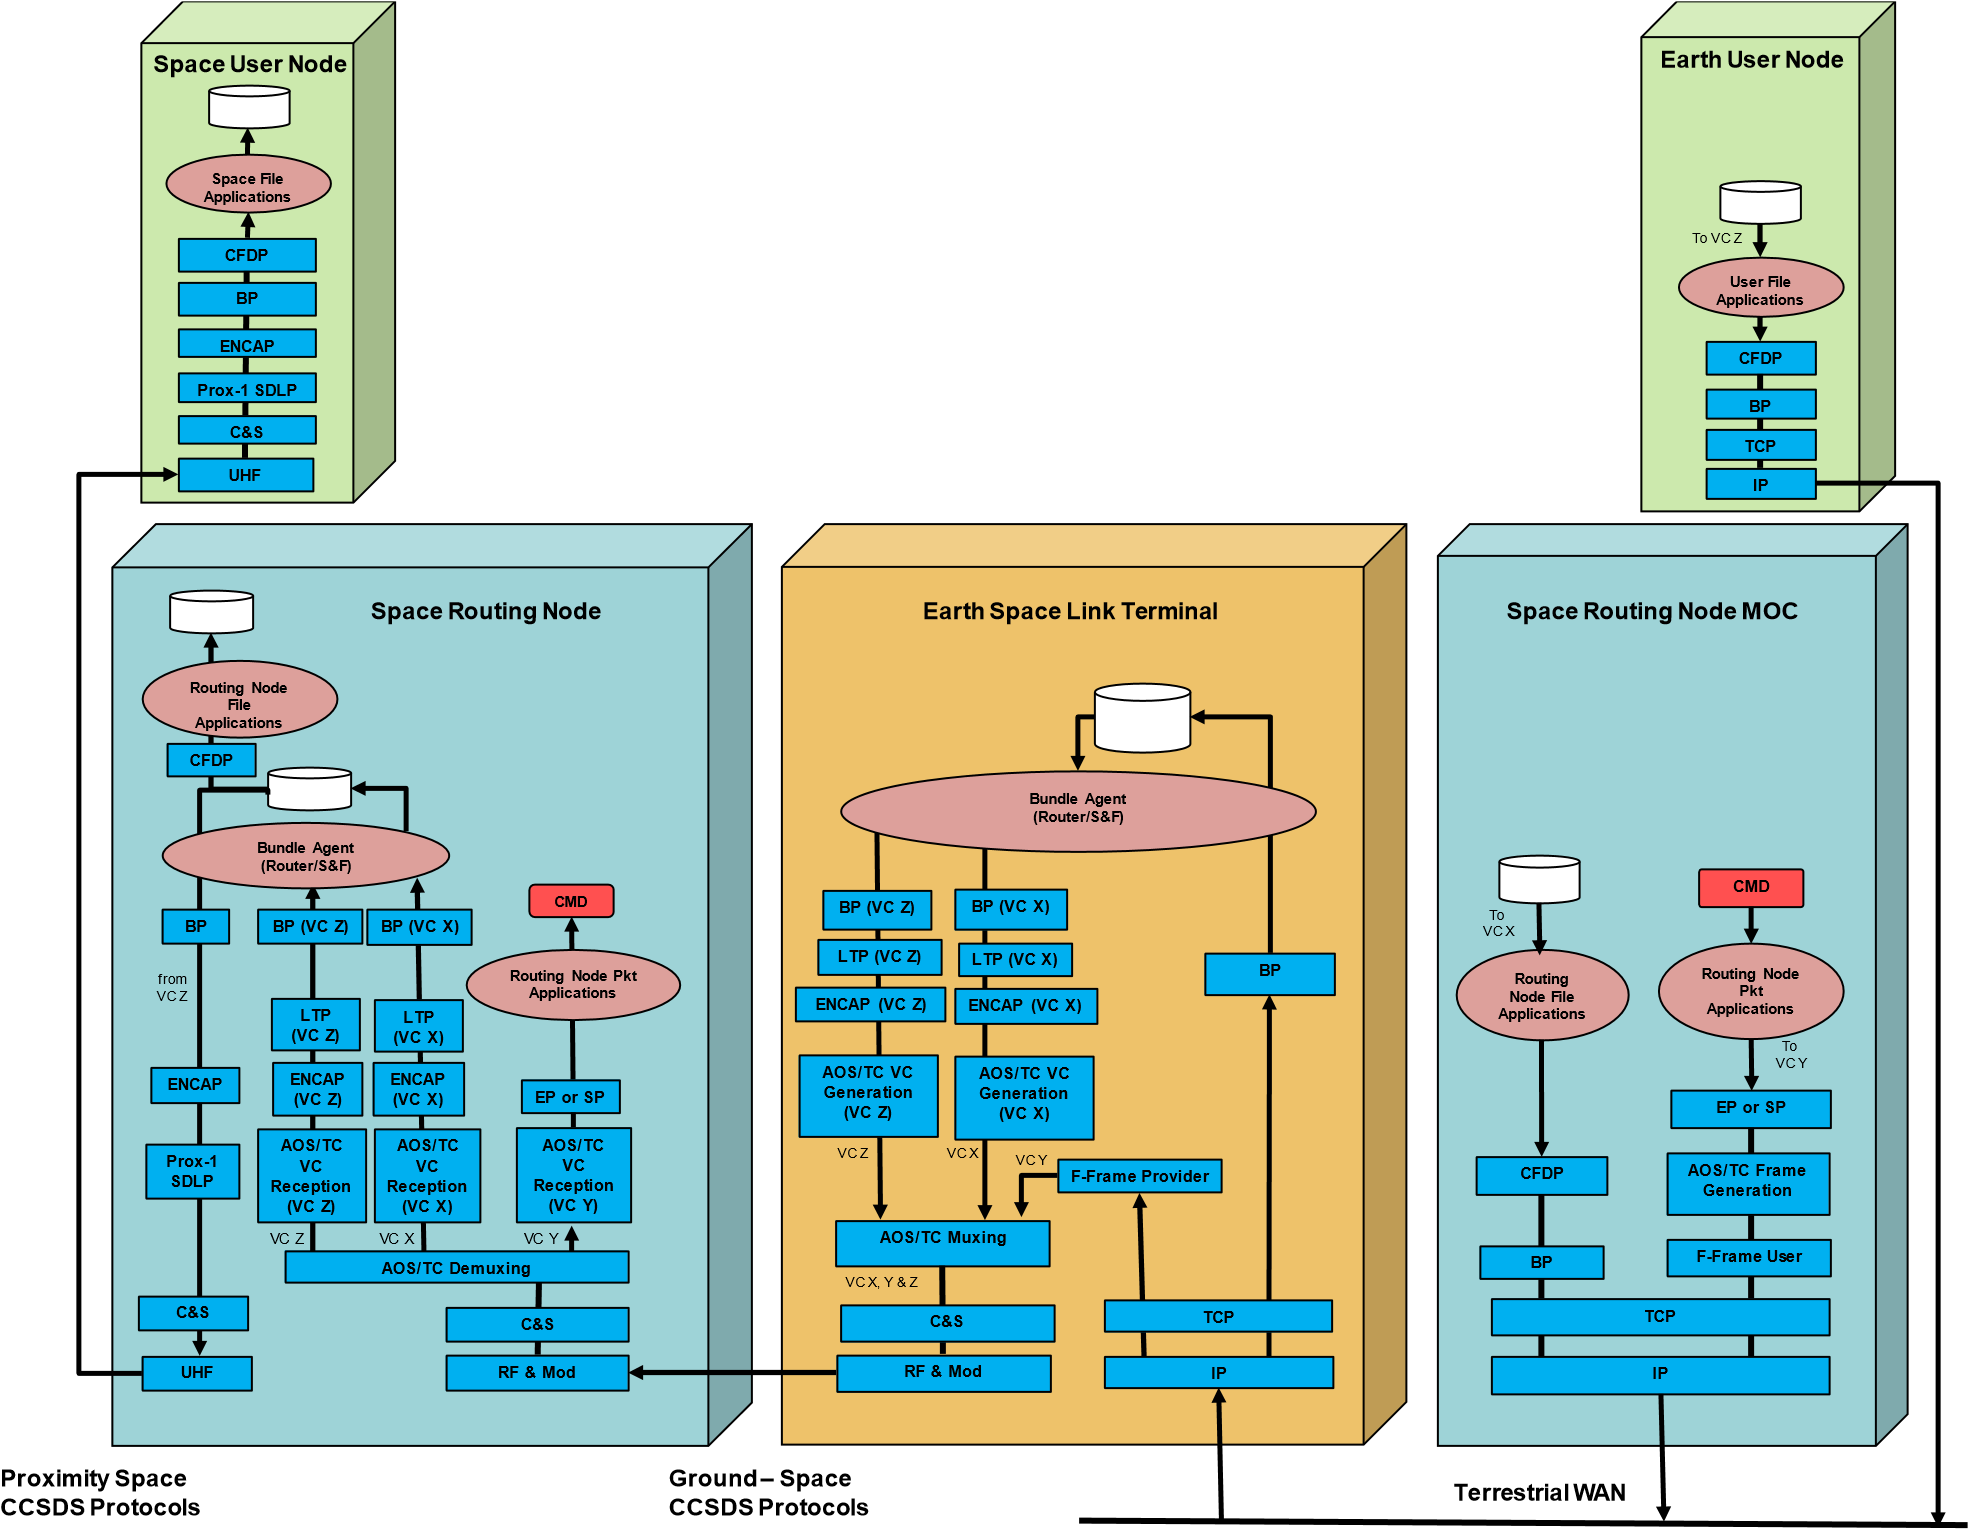 Space User Node
Space File
Applications
CFDP
BP
ENCAP
Prox-1 SDLP
C&S
UHF
Earth User Node
To VC Z
User File
Applications
CFDP
BP
TCP
IP
Space Routing Node
Routing Node
File
Applications
CFDP
Bundle Agent
(Router/S&F)
BP
from
VC Z
ENCAP
Prox-1
SDLP
C&S
UHF
BP (VC Z)
LTP
(VC Z)
ENCAP
(VC Z)
AOS/TC
VC
Reception
(VC Z)
VC Z
BP (VC X)
LTP
(VC X)
ENCAP
(VC X)
AOS/TC
VC
Reception
(VC X)
VC X
CMD
Routing Node Pkt
Applications
EP or SP
AOS/TC
VC
Reception
(VC Y)
VC Y
AOS/TC Demuxing
C&S
RF & Mod
Earth Space Link Terminal
Bundle Agent
(Router/S&F)
BP (VC Z)
LTP (VC Z)
ENCAP (VC Z)
AOS/TC VC
Generation
(VC Z)
VC Z
BP (VC X)
LTP (VC X)
ENCAP (VC X)
AOS/TC VC
Generation
(VC X)
VC X
VC Y
F-Frame Provider
BP
AOS/TC Muxing
VC X, Y & Z
C&S
RF & Mod
TCP
IP
Space Routing Node MOC
To
VC X
Routing
Node File
Applications
CFDP
BP
CMD
Routing Node
Pkt
Applications
To
VC Y
EP or SP
AOS/TC Frame
Generation
F-Frame User
TCP
IP
Proximity Space
CCSDS Protocols
Ground – Space
CCSDS Protocols
Terrestrial WAN